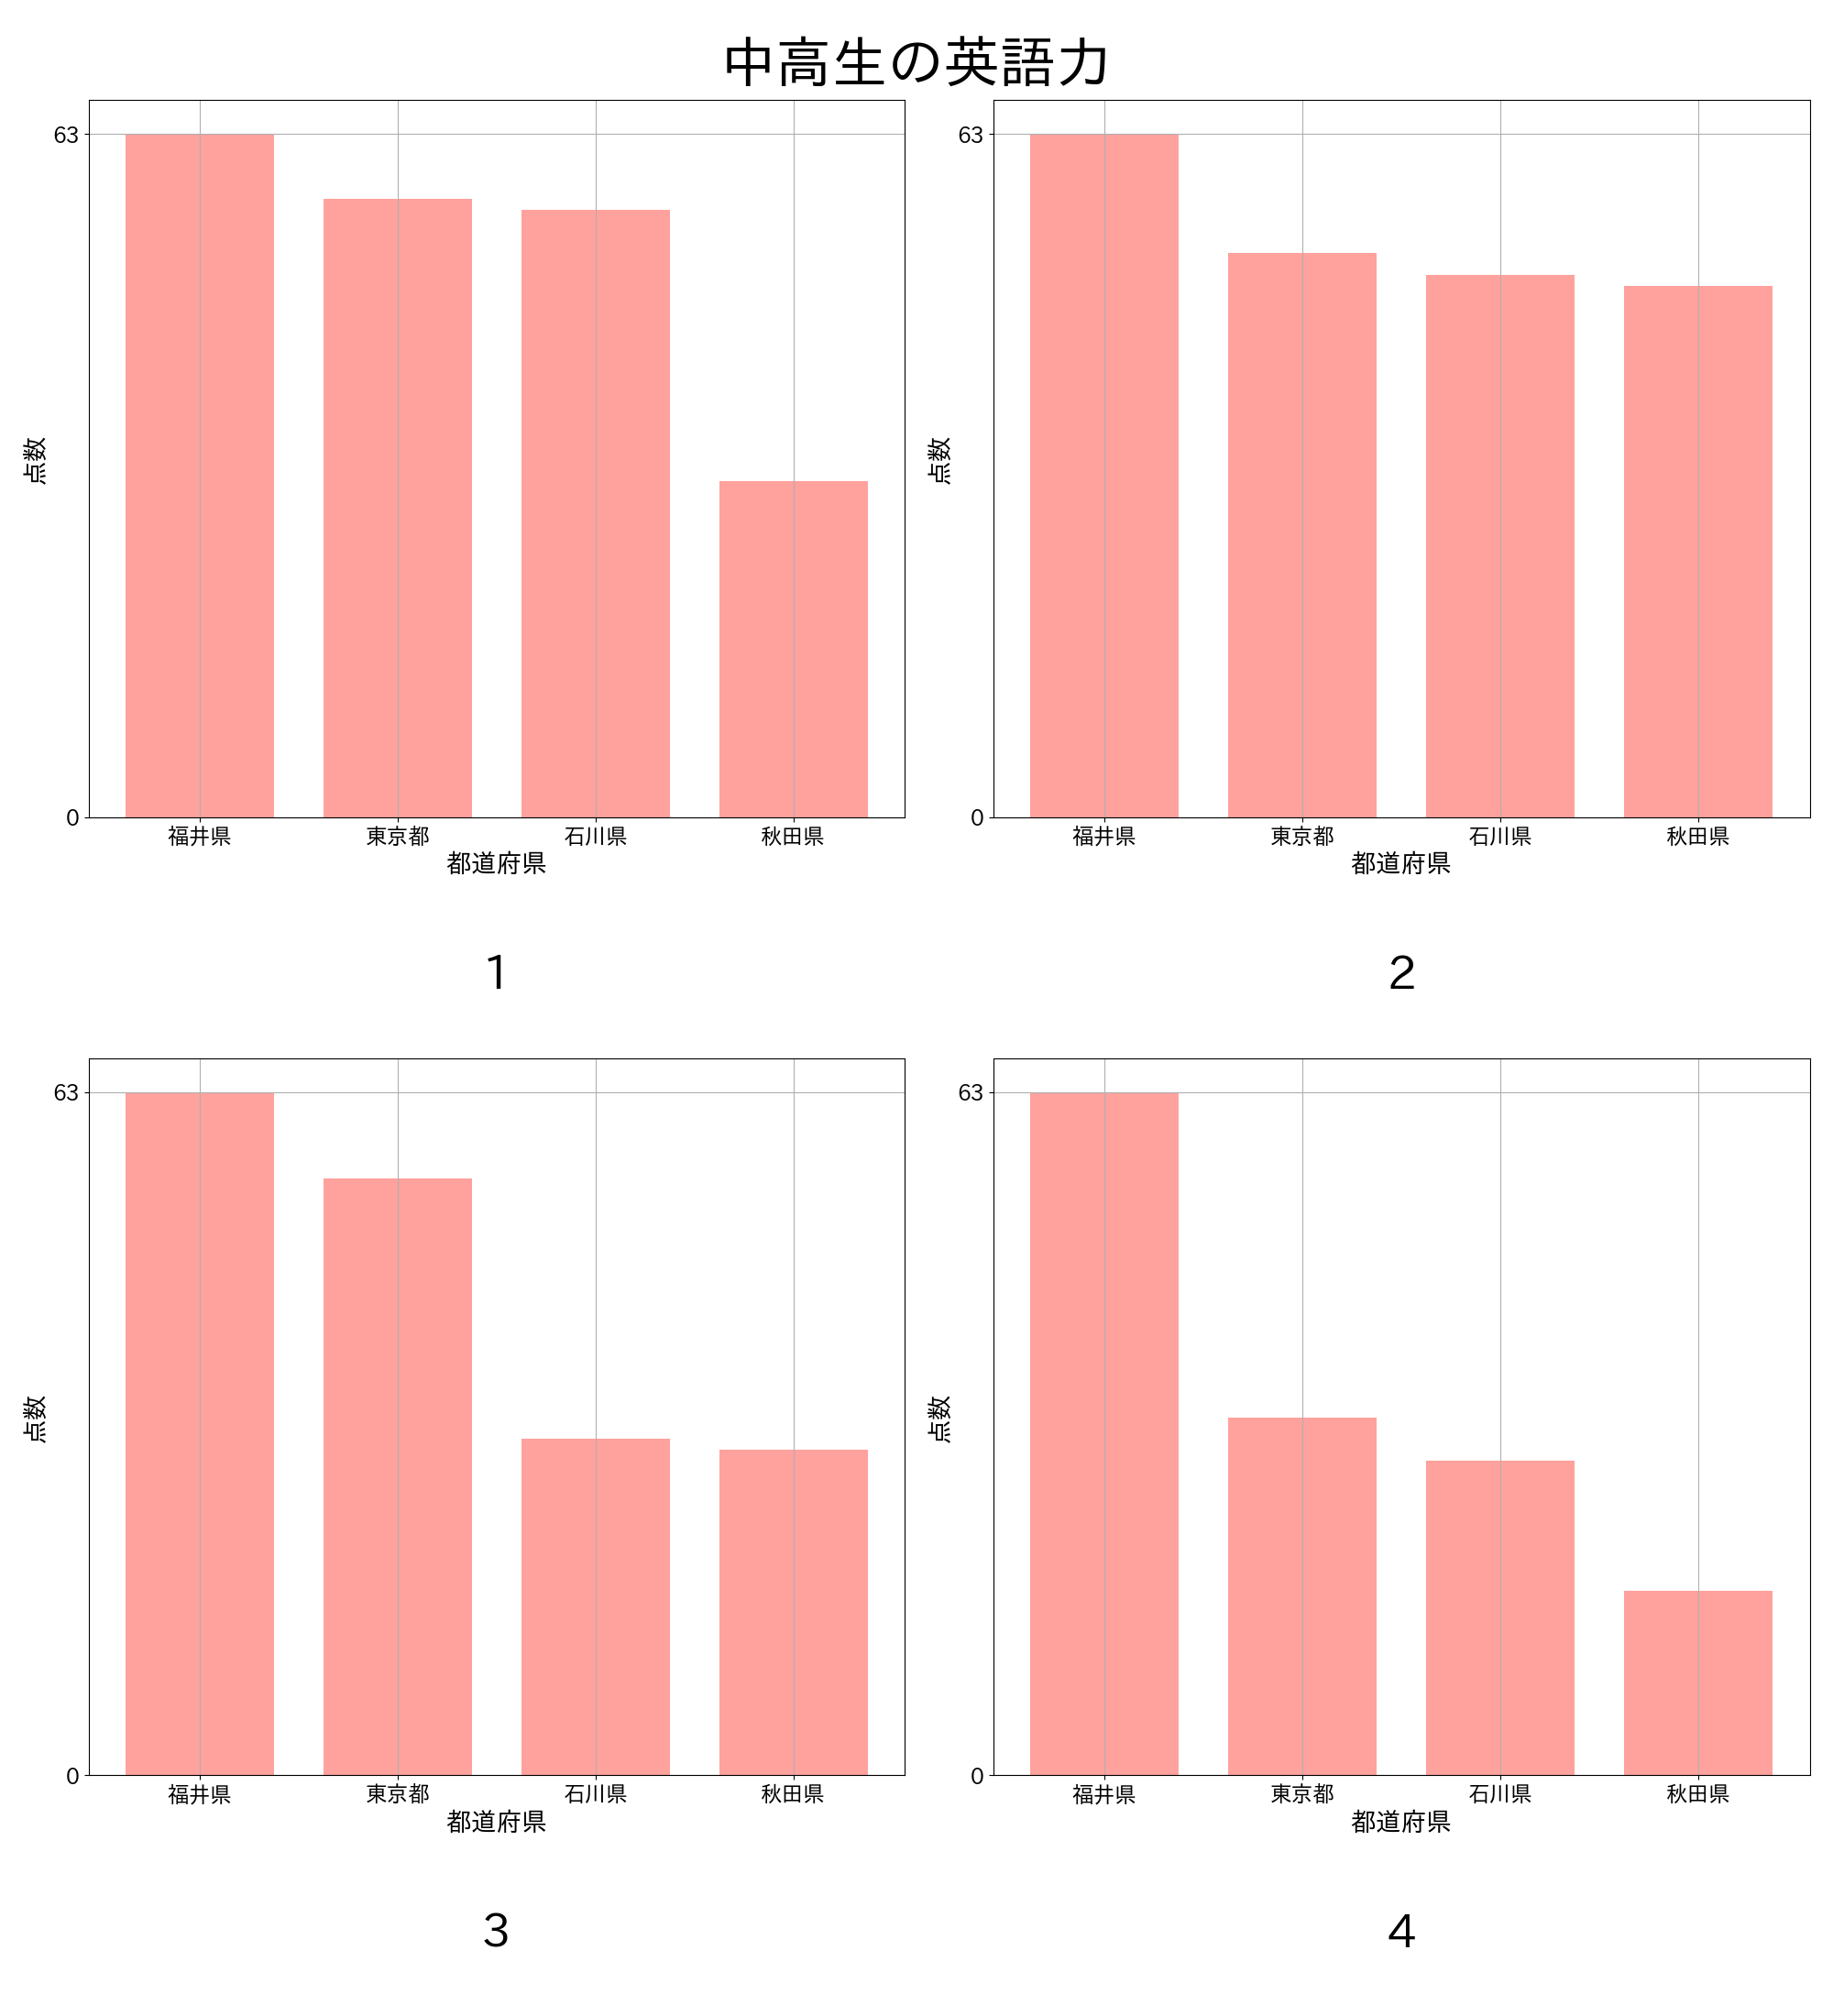 中高生の英語力
63
点数
0
福井県 東京都 石川県 秋田県
都道府県
1
63
点数
0
福井県 東京都 石川県 秋田県
都道府県
2
63
点数
0
福井県 東京都 石川県 秋田県
都道府県
3
63
点数
0
福井県 東京都 石川県 秋田県
都道府県
4